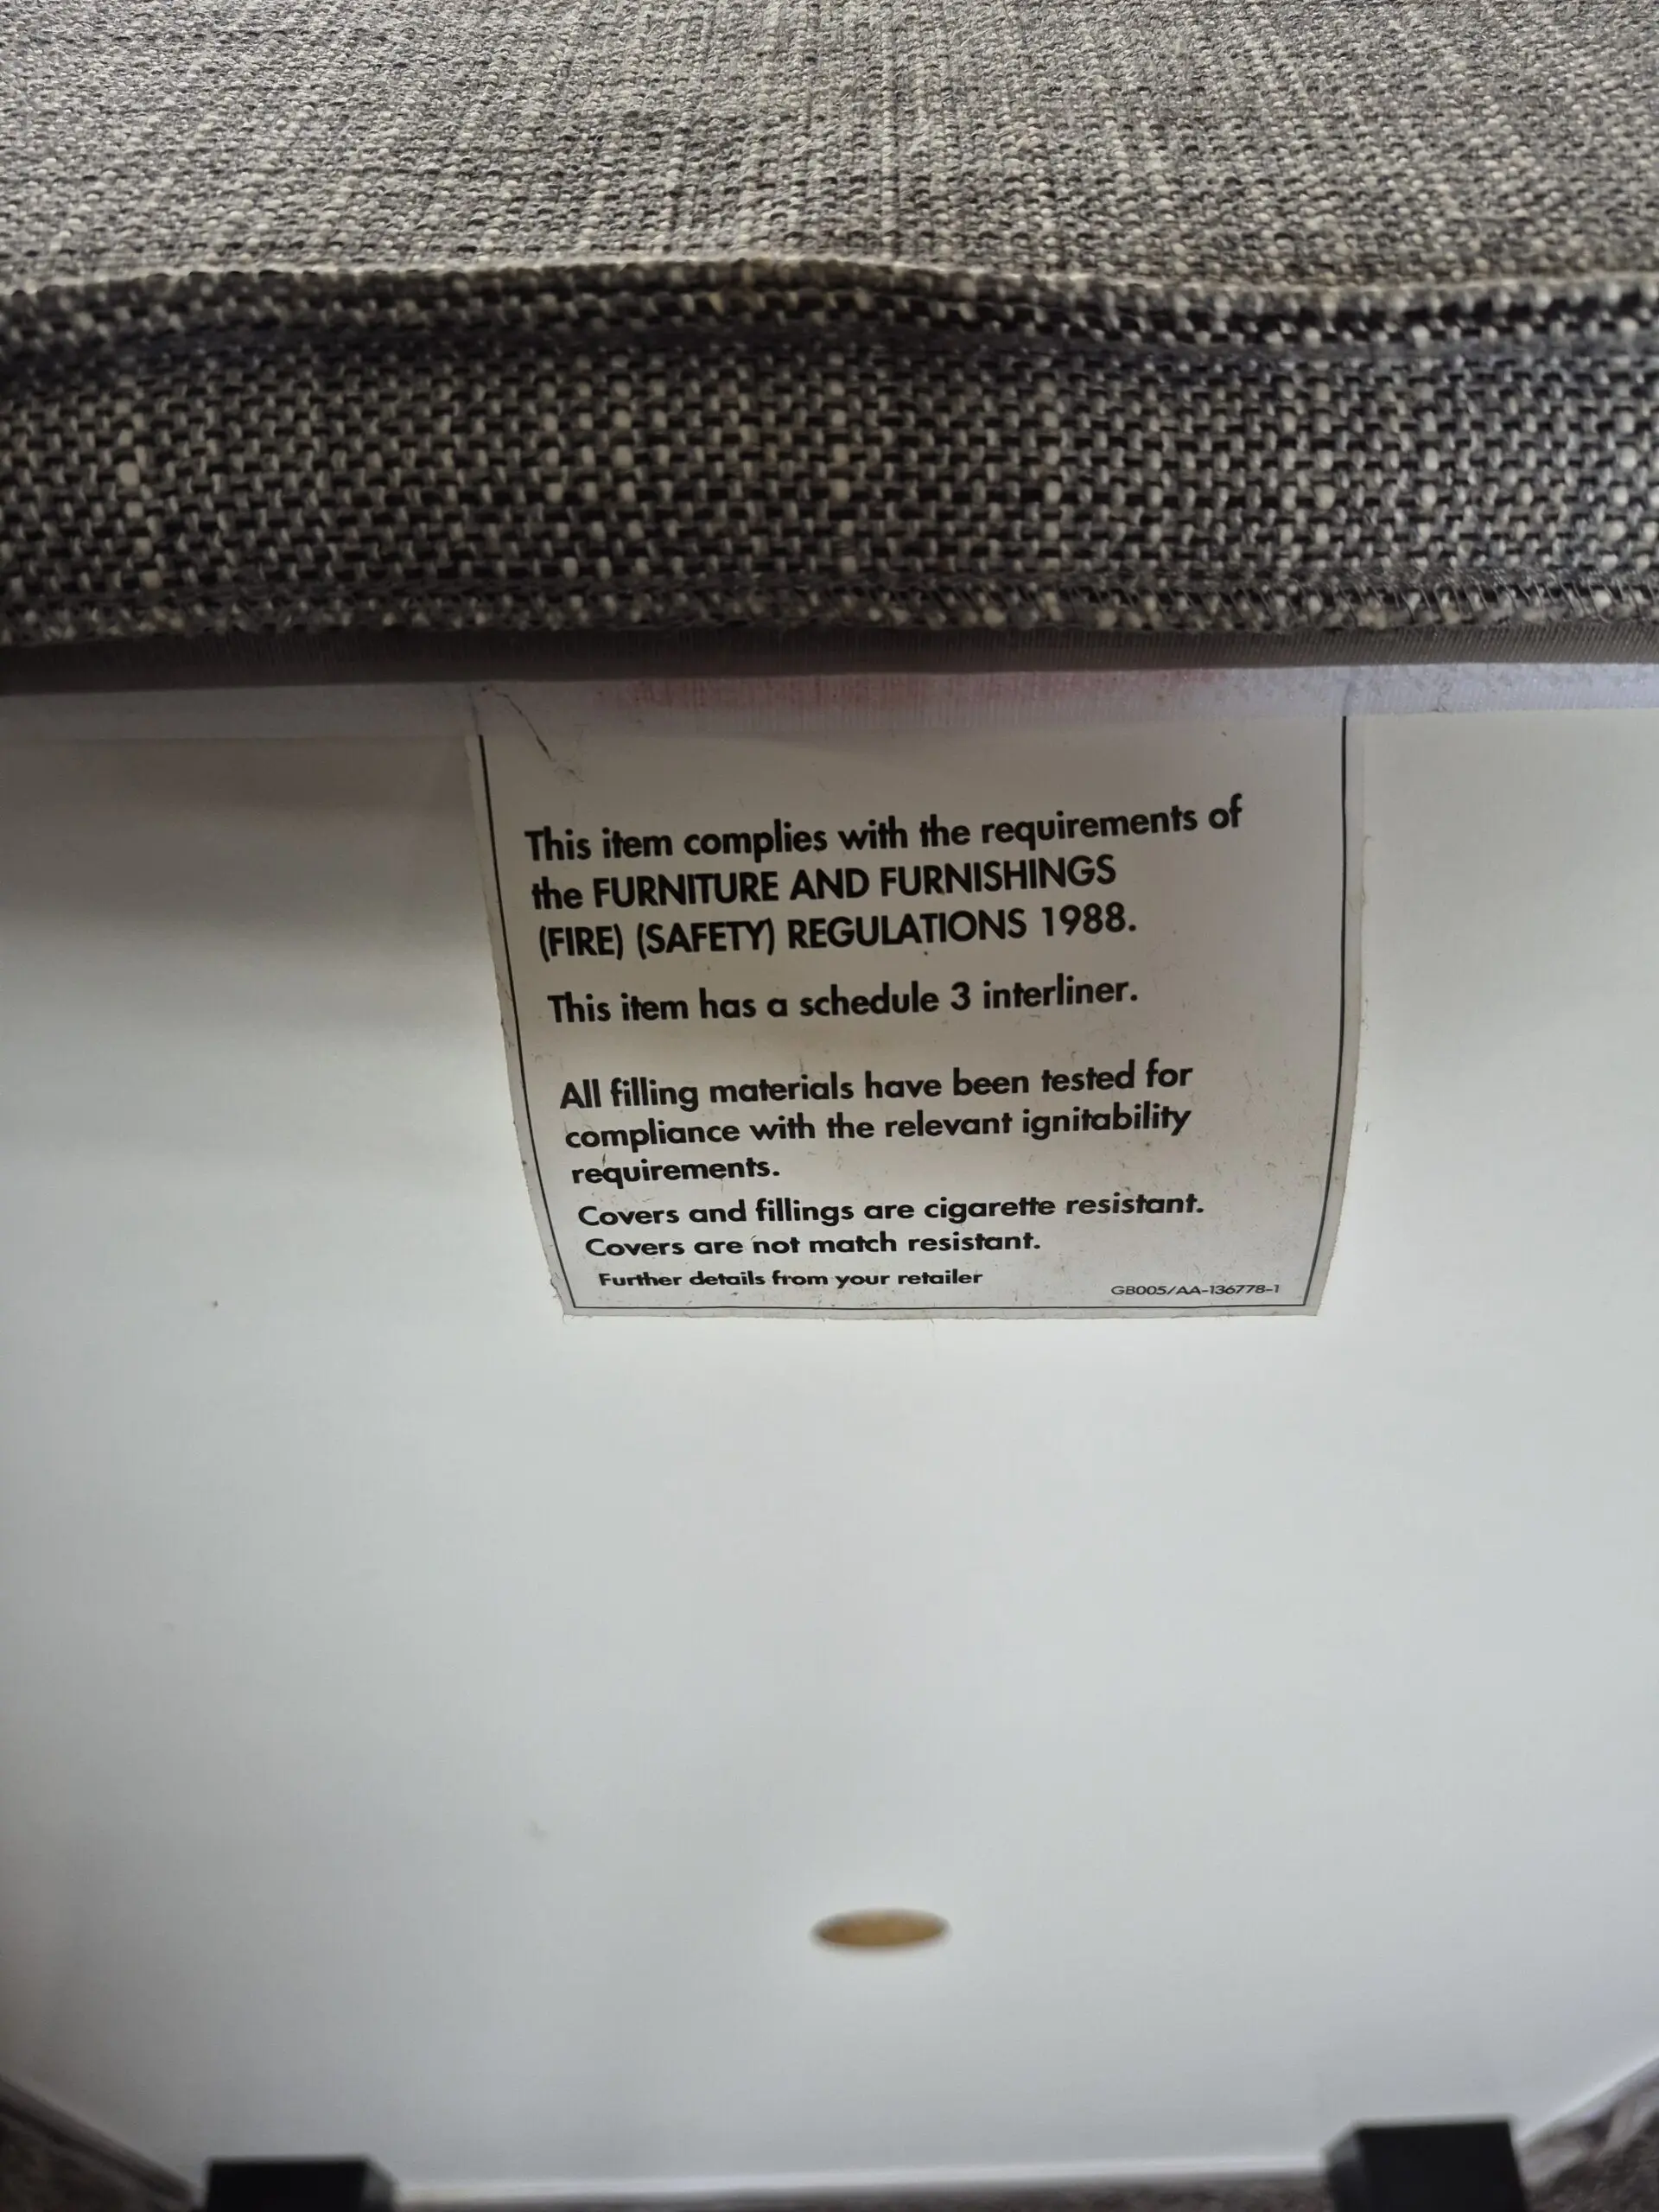 This item complies with the requirements of
the FURNITURE AND FURNISHINGS
(FIRE) (SAFETY) REGULATIONS 1988.
This item has a schedule 3 interliner.
All filling materials have been tested for
compliance with the relevant ignitability
requirements.
Covers and fillings are cigarette resistant.
Covers are not match resistant.
Further details from your retailer
GB005/AA-136778-1